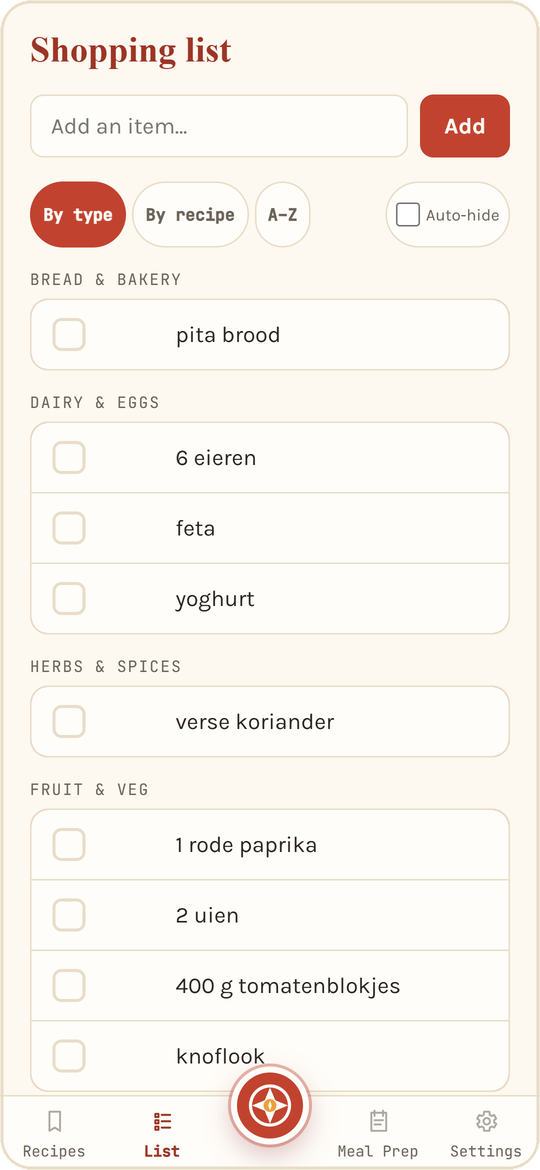 Shopping list
Add an item…
Add
By type
By recipe
A–Z
Auto-hide
BREAD & BAKERY
pita brood
DAIRY & EGGS
6 eieren
feta
yoghurt
HERBS & SPICES
verse koriander
FRUIT & VEG
1 rode paprika
2 uien
400 g tomatenblokjes
knoflook
Recipes
List
Meal Prep
Settings